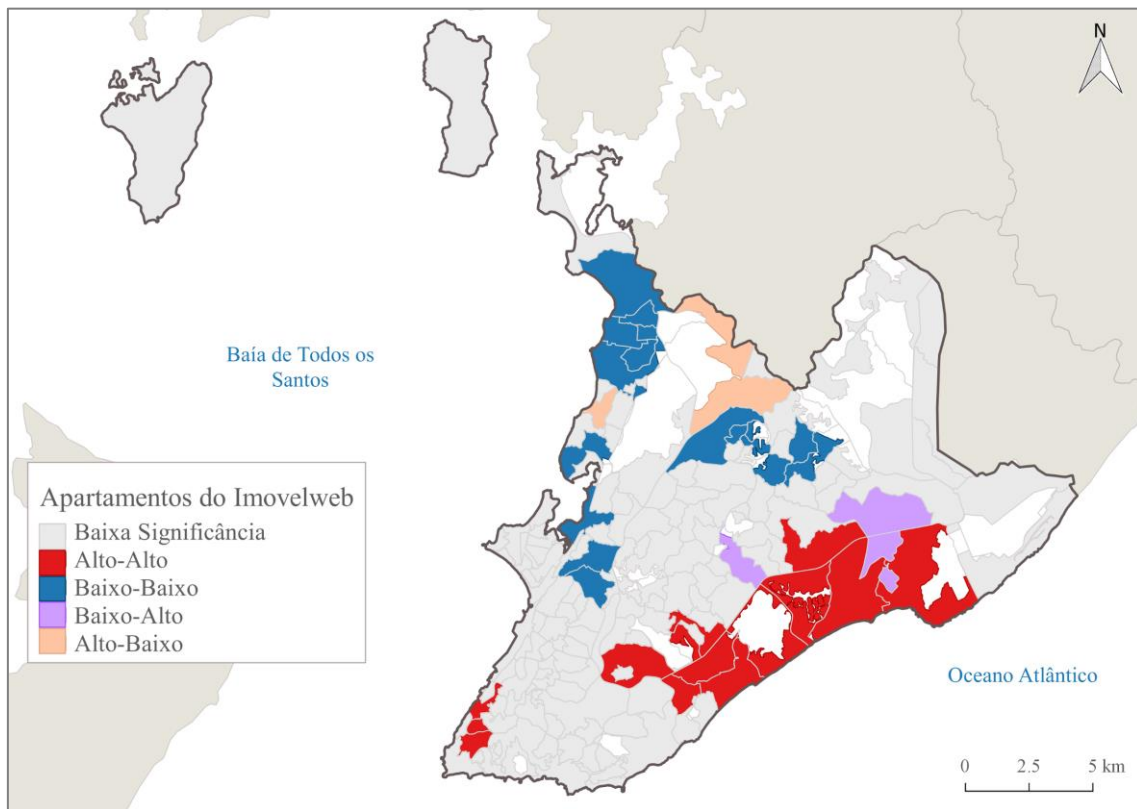 N
Baía de Todos os
Santos
Apartamentos do Imovelweb
Baixa Significância
Alto-Alto
Baixo-Baixo
Baixo-Alto
Alto-Baixo
Oceano Atlântico
0 2.5 5 km